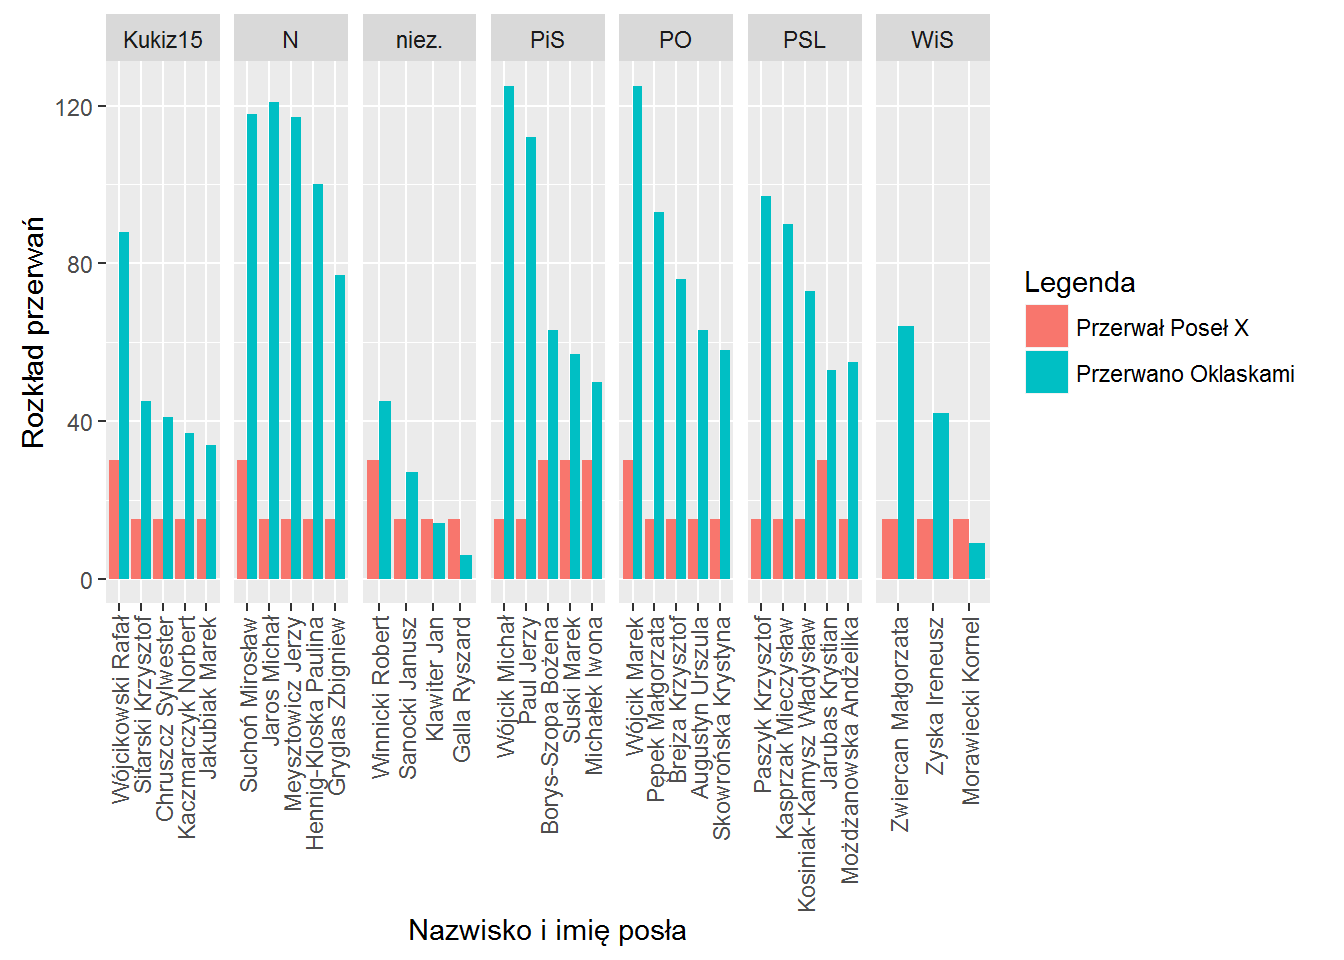 Kukiz15
N
niez.
PiS
PO
PSL
WiS
Rozkład przerwań
120
80
40
0
Wójcikowski Rafał
Sitarski Krzysztof
Chruszcz Sylwester
Kaczmarczyk Norbert
Jakubiak Marek
Suchoń Mirosław
Jaros Michał
Meysztowicz Jerzy
Hennig-Kloska Paulina
Gryglas Zbigniew
Winnicki Robert
Sanocki Janusz
Klawiter Jan
Galla Ryszard
Wójcik Michał
Paul Jerzy
Borys-Szopa Bożena
Suski Marek
Michałek Iwona
Wójcik Marek
Pępek Małgorzata
Brejza Krzysztof
Augustyn Urszula
Skowrońska Krystyna
Paszyk Krzysztof
Kasprzak Mieczysław
Kosiniak-Kamysz Władysław
Jarubas Krystian
Możdżanowska Andżelika
Zwiercan Małgorzata
Zyska Ireneusz
Morawiecki Kornel
Nazwisko i imię posła
Legenda
Przerwał Poseł X
Przerwano Oklaskami